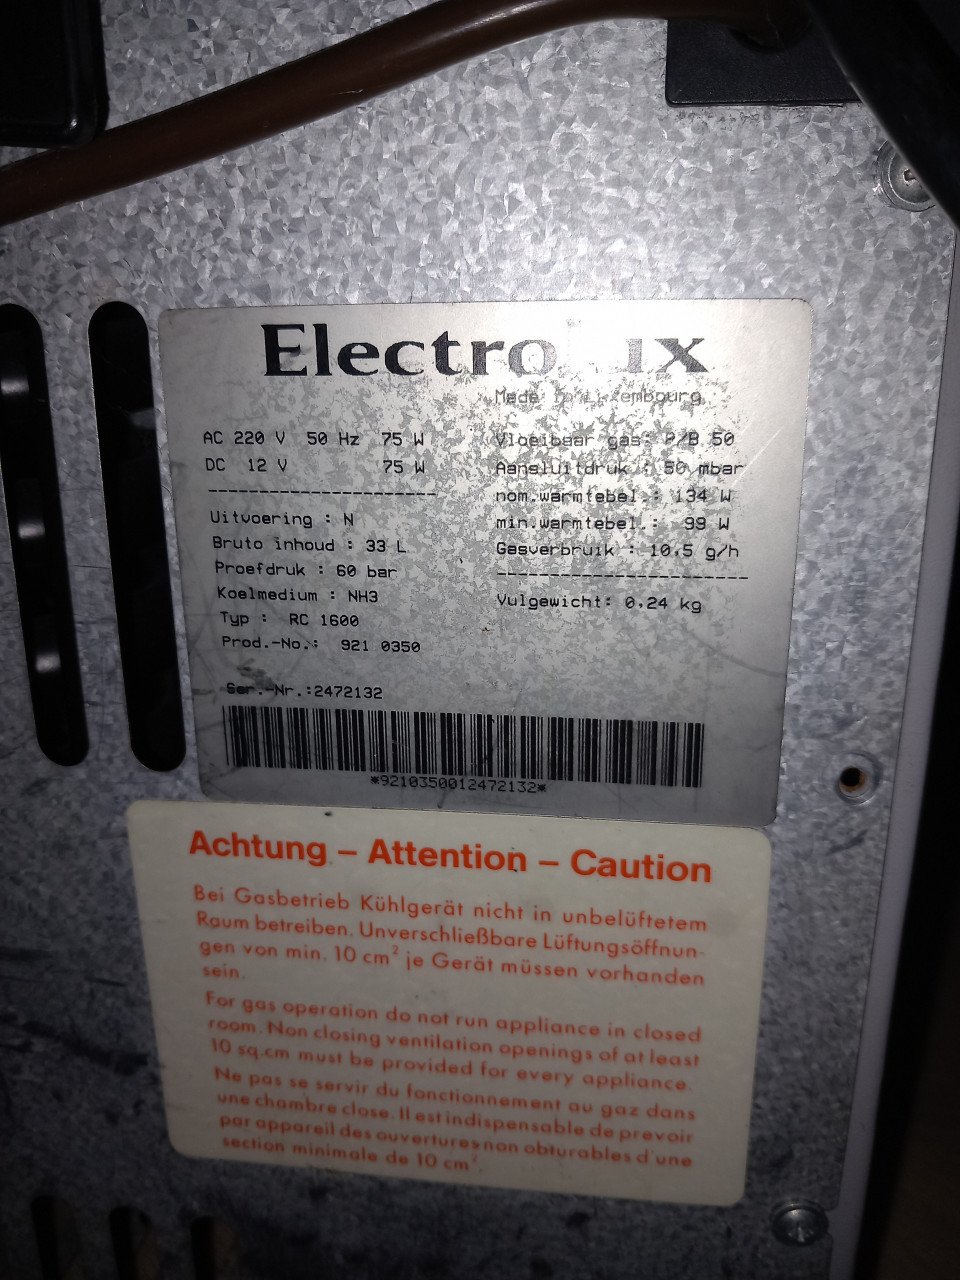 Electrolux
Made in Luxembourg
AC 220 V 50 Hz 75 W
DC 12 V 75 W
Uitvoering : N
Bruto inhoud : 33 L
Proefdruk : 60 bar
Koelmedium : NH3
Typ : RC 1600
Prod.-No.: 921 0350
Ser.-Nr.:2472132
Vloeibaar gas: P/B 50
Aansluitdruk : 50 mbar
nom.warmtebel.: 134 W
min.warmtebel.: 99 W
Gasverbruik : 10.5 g/h
Vulgewicht: 0.24 kg
*9210350012472132*
Achtung – Attention – Caution
Bei Gasbetrieb Kühlgerät nicht in unbelüftetem
Raum betreiben. Unverschließbare Lüftungsöffnun-
gen von min. 10 cm² je Gerät müssen vorhanden
sein.
For gas operation do not run appliance in closed
room. Non closing ventilation openings of at least
10 sq.cm must be provided for every appliance.
Ne pas se servir du fonctionnement au gaz dans
une chambre close. Il est indispensable de prevoir
par appareil des ouvertures non obturables d'une
section minimale de 10 cm².